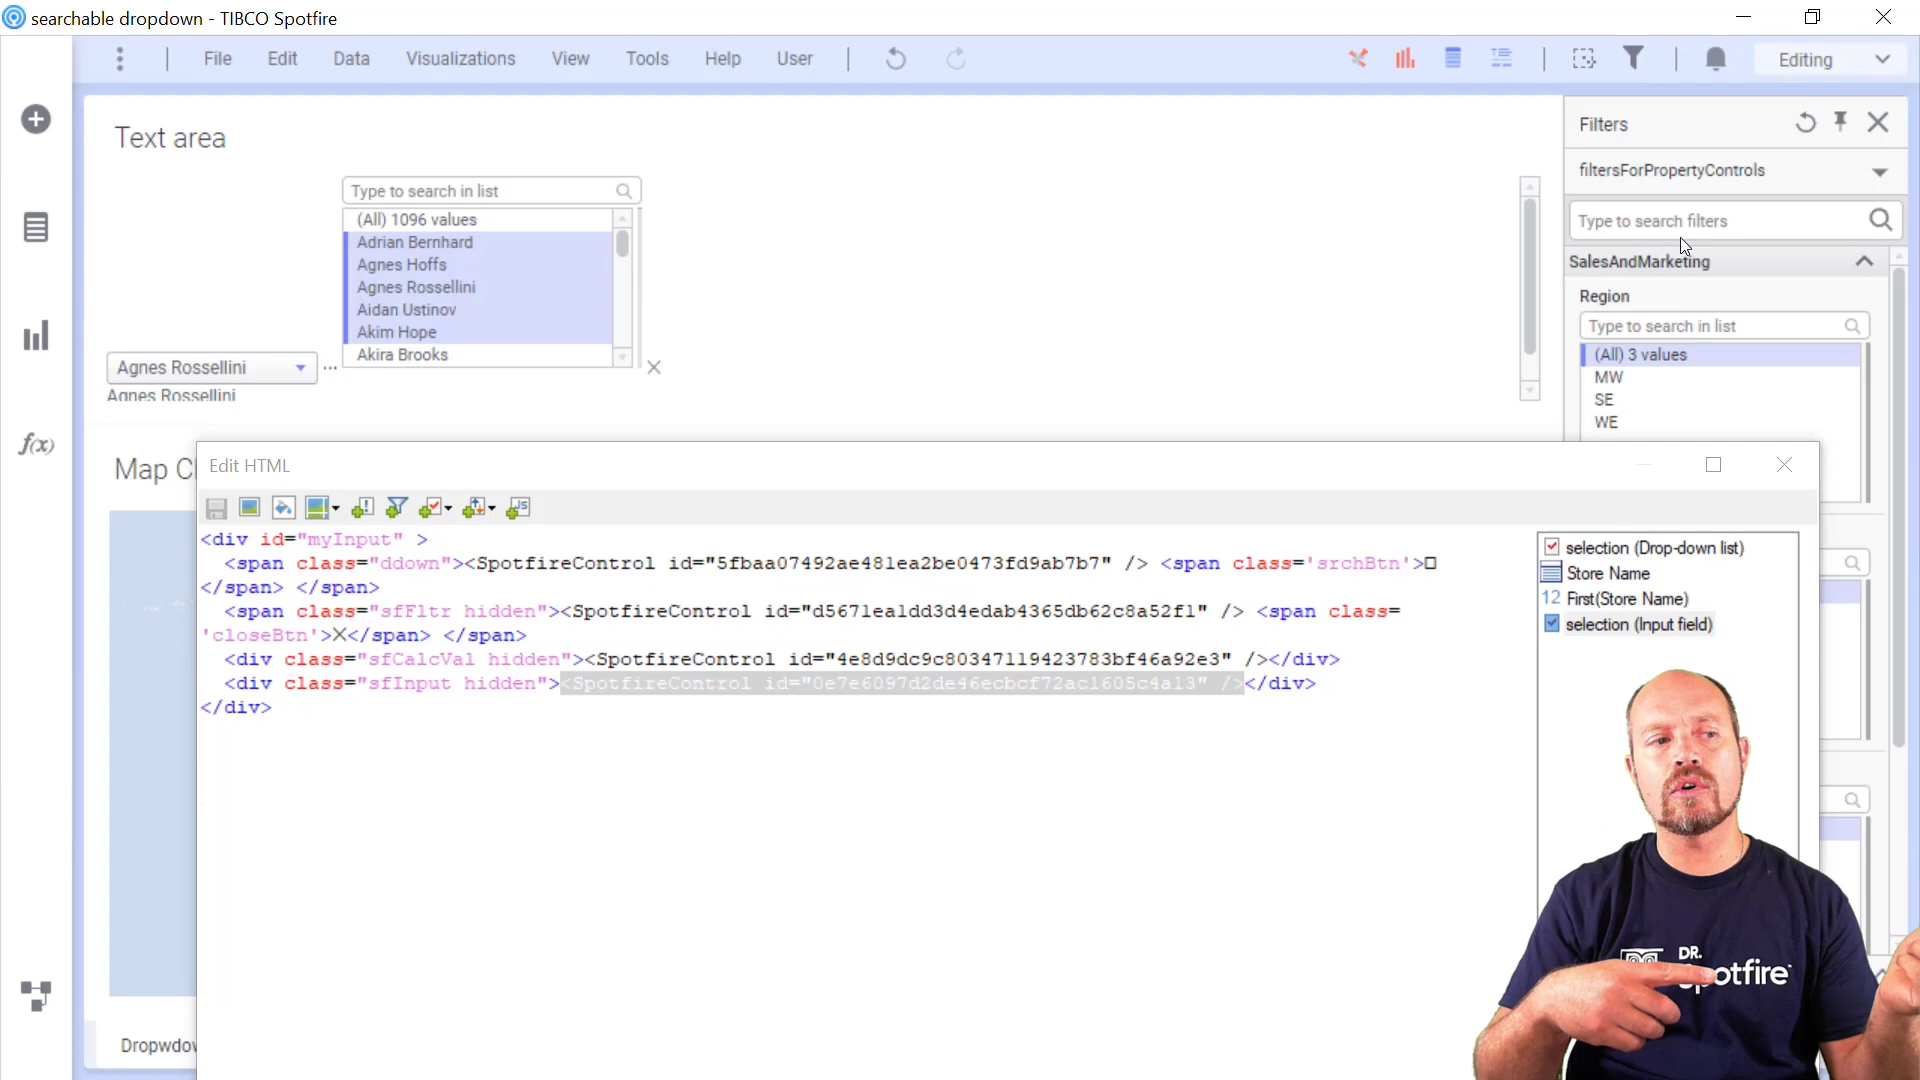 searchable dropdown - TIBCO Spotfire
File Edit Data Visualizations View Tools Help User
Editing
Text area
Type to search in list
(All) 1096 values
Adrian Bernhard
Agnes Hoffs
Agnes Rossellini
Aidan Ustinov
Akim Hope
Akira Brooks
Agnes Rossellini
...
Agnes Rossellini
Filters
filtersForPropertyControls
Type to search filters
SalesAndMarketing
Region
Type to search in list
(All) 3 values
MW
SE
WE
f(x)
Map C
Edit HTML
<div id="myInput" >
<span class="ddown"><SpotfireControl id="5fbaa07492ae481ea2be0473fd9ab7b7" /> <span class='srchBtn'>□
</span> </span>
<span class="sfFltr hidden"><SpotfireControl id="d5671ea1dd3d4edab4365db62c8a52f1" /> <span class=
'closeBtn'>X</span> </span>
<div class="sfCalcVal hidden"><SpotfireControl id="4e8d9dc9c80347119423783bf46a92e3" /></div>
<div class="sfInput hidden"><SpotfireControl id="0e7e6097d2de46ecbcf72ac1605c4a13" /></div>
</div>
selection (Drop-down list)
Store Name
12 First(Store Name)
selection (Input field)
DR.
Spotfire
Dropwdow